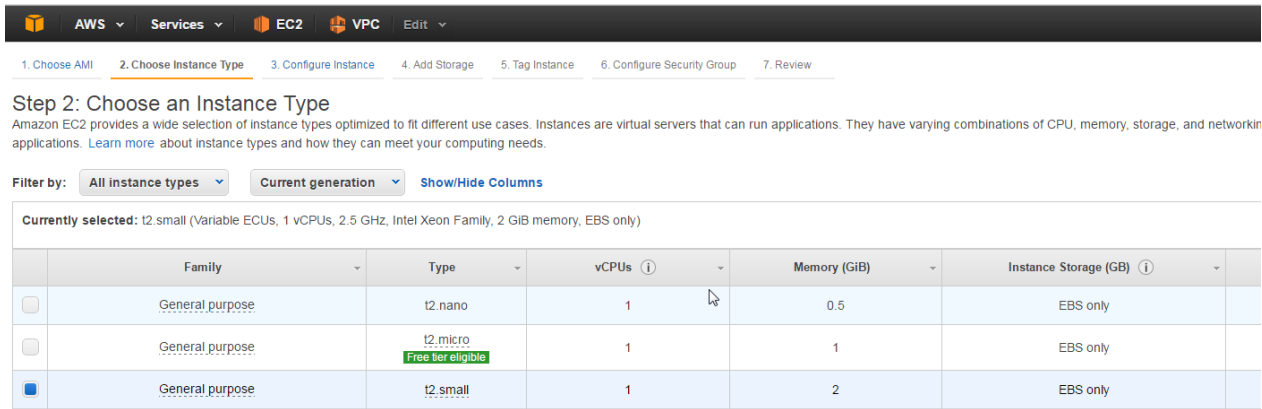 AWS Services EC2 VPC Edit
1. Choose AMI 2. Choose Instance Type 3. Configure Instance 4. Add Storage 5. Tag Instance 6. Configure Security Group 7. Review
Step 2: Choose an Instance Type
Amazon EC2 provides a wide selection of instance types optimized to fit different use cases. Instances are virtual servers that can run applications. They have varying combinations of CPU, memory, storage, and networkin
applications. Learn more about instance types and how they can meet your computing needs.
Filter by: All instance types Current generation Show/Hide Columns
Currently selected: t2.small (Variable ECUs, 1 vCPUs, 2.5 GHz, Intel Xeon Family, 2 GiB memory, EBS only)
Family Type vCPUs i Memory (GiB) Instance Storage (GB) i
General purpose t2.nano 1 0.5 EBS only
General purpose t2.micro 1 1 EBS only
Free tier eligible
General purpose t2.small 1 2 EBS only